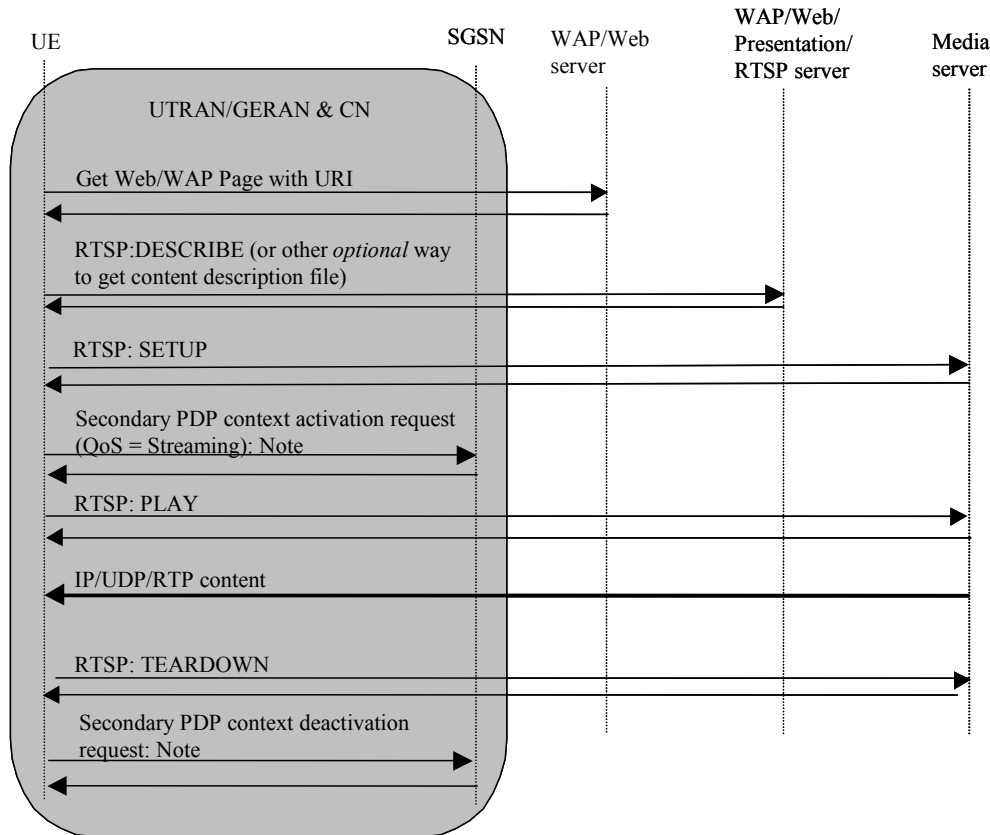 UE
SGSN
WAP/Web
server
WAP/Web/
Presentation/
RTSP server
Media
server
UTRAN/GERAN & CN
Get Web/WAP Page with URI
RTSP:DESCRIBE (or other optional way
to get content description file)
RTSP: SETUP
Secondary PDP context activation request
(QoS = Streaming): Note
RTSP: PLAY
IP/UDP/RTP content
RTSP: TEARDOWN
Secondary PDP context deactivation
request: Note